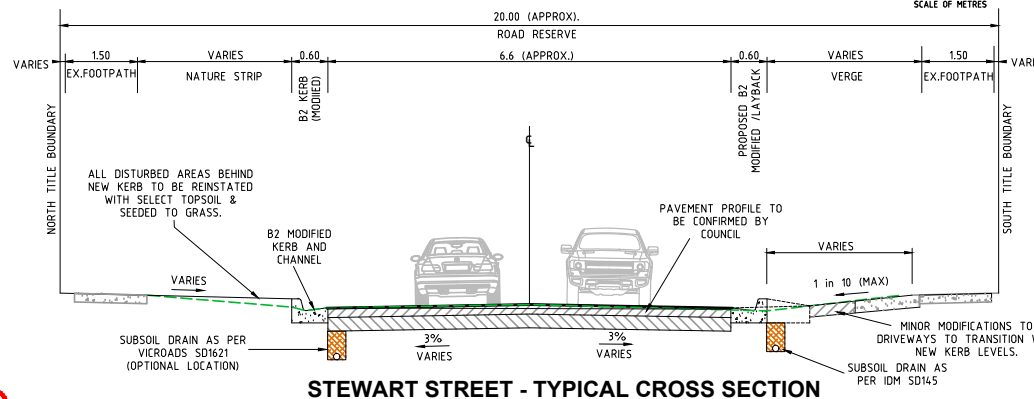 SCALE OF METRES
20.00 (APPROX).
ROAD RESERVE
VARIES
1.50
EX.FOOTPATH
VARIES
NATURE STRIP
0.60
B2 KERB
(MODIIED)
6.6 (APPROX.)
0.60
PROPOSED B2
MODIFIED /LAYBACK
VARIES
VERGE
1.50
EX.FOOTPATH
NORTH TITLE BOUNDARY
SOUTH TITLE BOUNDARY
℄
ALL DISTURBED AREAS BEHIND
NEW KERB TO BE REINSTATED
WITH SELECT TOPSOIL &
SEEDED TO GRASS.
B2 MODIFIED
KERB AND
CHANNEL
PAVEMENT PROFILE TO
BE CONFIRMED BY
COUNCIL
VARIES
VARIES
1 in 10 (MAX)
3%
VARIES
3%
VARIES
SUBSOIL DRAIN AS PER
VICROADS SD1621
(OPTIONAL LOCATION)
MINOR MODIFICATIONS TO
DRIVEWAYS TO TRANSITION
NEW KERB LEVELS.
SUBSOIL DRAIN AS
PER IDM SD145
STEWART STREET - TYPICAL CROSS SECTION